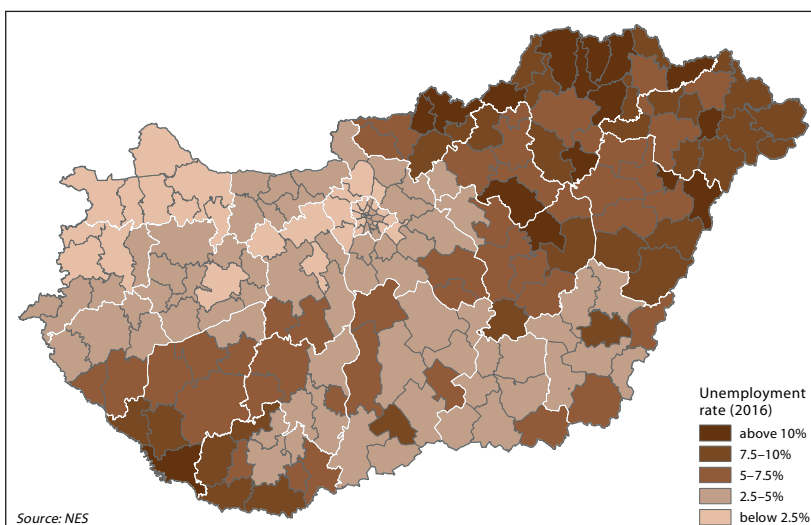 Unemployment
rate (2016)
above 10%
7.5–10%
5–7.5%
2.5–5%
below 2.5%
Source: NES